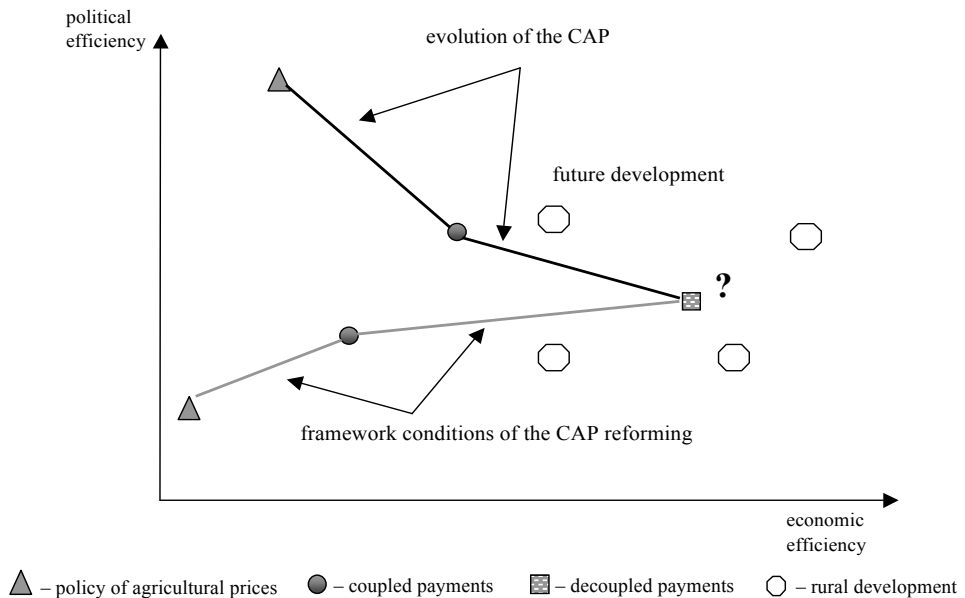 political
efficiency
evolution of the CAP
future development
?
framework conditions of the CAP reforming
economic
efficiency
– policy of agricultural prices
– coupled payments
– decoupled payments
– rural development